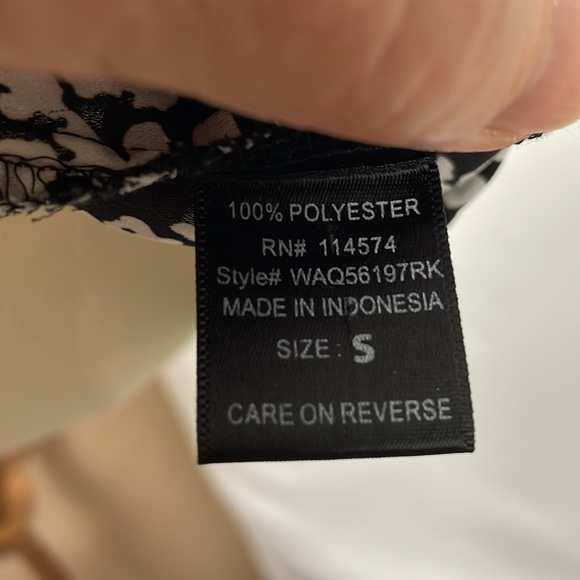 100% POLYESTER
RN# 114574
Style# WAQ56197RK
MADE IN INDONESIA
SIZE: S
CARE ON REVERSE